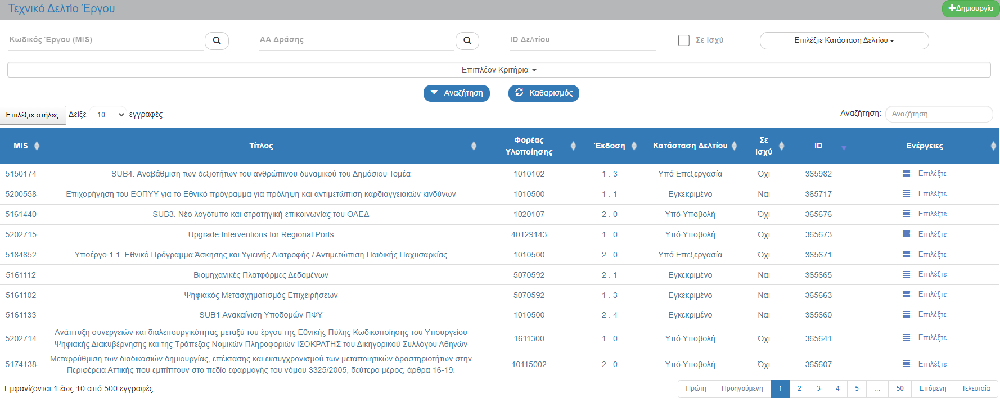 Τεχνικό Δελτίο Έργου
Δημιουργία
Κωδικός Έργου (MIS)
ΑΑ Δράσης
ID Δελτίου
Σε Ισχύ
Επιλέξτε Κατάσταση Δελτίου
Επιπλέον Κριτήρια
Αναζήτηση
Καθαρισμός
Επιλέξτε στήλες Δείξε 10 εγγραφές
Αναζήτηση: Αναζήτηση
MIS Τίτλος Φορέας Υλοποίησης Έκδοση Κατάσταση Δελτίου Σε Ισχύ ID Ενέργειες
5150174 SUB4. Αναβάθμιση των δεξιοτήτων του ανθρώπινου δυναμικού του Δημόσιου Τομέα 1010102 1 . 3 Υπό Επεξεργασία Όχι 365982 Επιλέξτε
5200558 Επιχορήγηση του ΕΟΠΥΥ για το Εθνικό πρόγραμμα για πρόληψη και αντιμετώπιση καρδιαγγειακών κινδύνων 1010500 1 . 1 Εγκεκριμένο Ναι 365717 Επιλέξτε
5161440 SUB3. Νέο λογότυπο και στρατηγική επικοινωνίας του ΟΑΕΔ 1020107 2 . 0 Υπό Υποβολή Όχι 365676 Επιλέξτε
5202715 Upgrade Interventions for Regional Ports 40129143 1 . 0 Υπό Υποβολή Όχι 365673 Επιλέξτε
5184852 Υποέργο 1.1. Εθνικό Πρόγραμμα Άσκησης και Υγιεινής Διατροφής / Αντιμετώπιση Παιδικής Παχυσαρκίας 1010500 2 . 0 Υπό Επεξεργασία Όχι 365671 Επιλέξτε
5161112 Βιομηχανικές Πλατφόρμες Δεδομένων 5070592 2 . 1 Εγκεκριμένο Ναι 365665 Επιλέξτε
5161102 Ψηφιακός Μετασχηματισμός Επιχειρήσεων 5070592 1 . 3 Εγκεκριμένο Ναι 365663 Επιλέξτε
5161133 SUB1 Ανακαίνιση Υποδομών ΠΦΥ 1010500 2 . 4 Εγκεκριμένο Ναι 365660 Επιλέξτε
Ανάπτυξη συνεργειών και διαλειτουργικότητας μεταξύ του έργου της Εθνικής Πύλης Κωδικοποίησης του Υπουργείου
5202714 Ψηφιακής Διακυβέρνησης και της Τράπεζας Νομικών Πληροφοριών ΙΣΟΚΡΑΤΗΣ του Δικηγορικού Συλλόγου Αθηνών 1611300 1 . 0 Υπό Υποβολή Όχι 365641 Επιλέξτε
Μεταρρύθμιση των διαδικασιών δημιουργίας, επέκτασης και εκσυγχρονισμού των μεταποιητικών δραστηριοτήτων στην
5174138 Περιφέρεια Αττικής που εμπίπτουν στο πεδίο εφαρμογής του νόμου 3325/2005, δεύτερο μέρος, άρθρα 16-19. 10115002 2 . 0 Υπό Υποβολή Όχι 365607 Επιλέξτε
Εμφανίζονται 1 έως 10 από 500 εγγραφές
Πρώτη Προηγούμενη 1 2 3 4 5 ... 50 Επόμενη Τελευταία